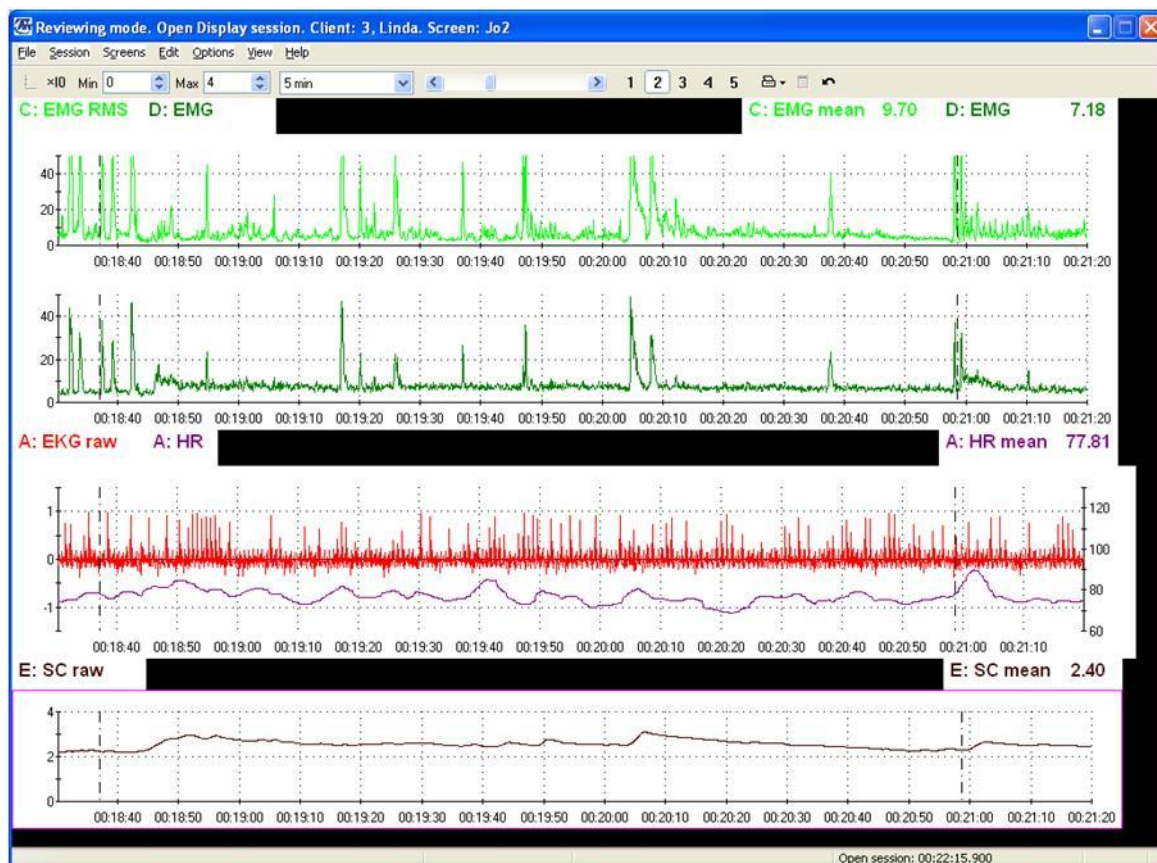 Reviewing mode. Open Display session. Client: 3, Linda. Screen: Jo2
File Session Screens Edit Options View Help
×10 Min 0 Max 4 5 min 1 2 3 4 5
C: EMG RMS D: EMG C: EMG mean 9.70 D: EMG 7.18
40
20
0
00:18:40 00:18:50 00:19:00 00:19:10 00:19:20 00:19:30 00:19:40 00:19:50 00:20:00 00:20:10 00:20:20 00:20:30 00:20:40 00:20:50 00:21:00 00:21:10 00:21:20
40
20
0
00:18:40 00:18:50 00:19:00 00:19:10 00:19:20 00:19:30 00:19:40 00:19:50 00:20:00 00:20:10 00:20:20 00:20:30 00:20:40 00:20:50 00:21:00 00:21:10 00:21:20
A: EKG raw A: HR A: HR mean 77.81
1 120
0 100
-1 80
60
00:18:40 00:18:50 00:19:00 00:19:10 00:19:20 00:19:30 00:19:40 00:19:50 00:20:00 00:20:10 00:20:20 00:20:30 00:20:40 00:20:50 00:21:00 00:21:10
E: SC raw E: SC mean 2.40
4
2
0
00:18:40 00:18:50 00:19:00 00:19:10 00:19:20 00:19:30 00:19:40 00:19:50 00:20:00 00:20:10 00:20:20 00:20:30 00:20:40 00:20:50 00:21:00 00:21:10 00:21:20
Open session: 00:22:15.900